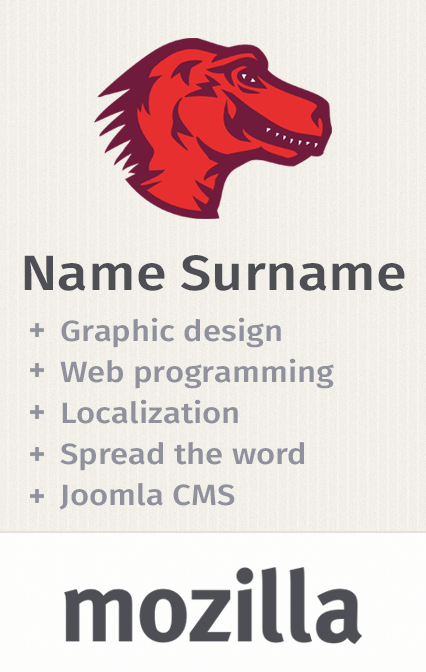 Name Surname
+ Graphic design
+ Web programming
+ Localization
+ Spread the word
+ Joomla CMS
mozilla